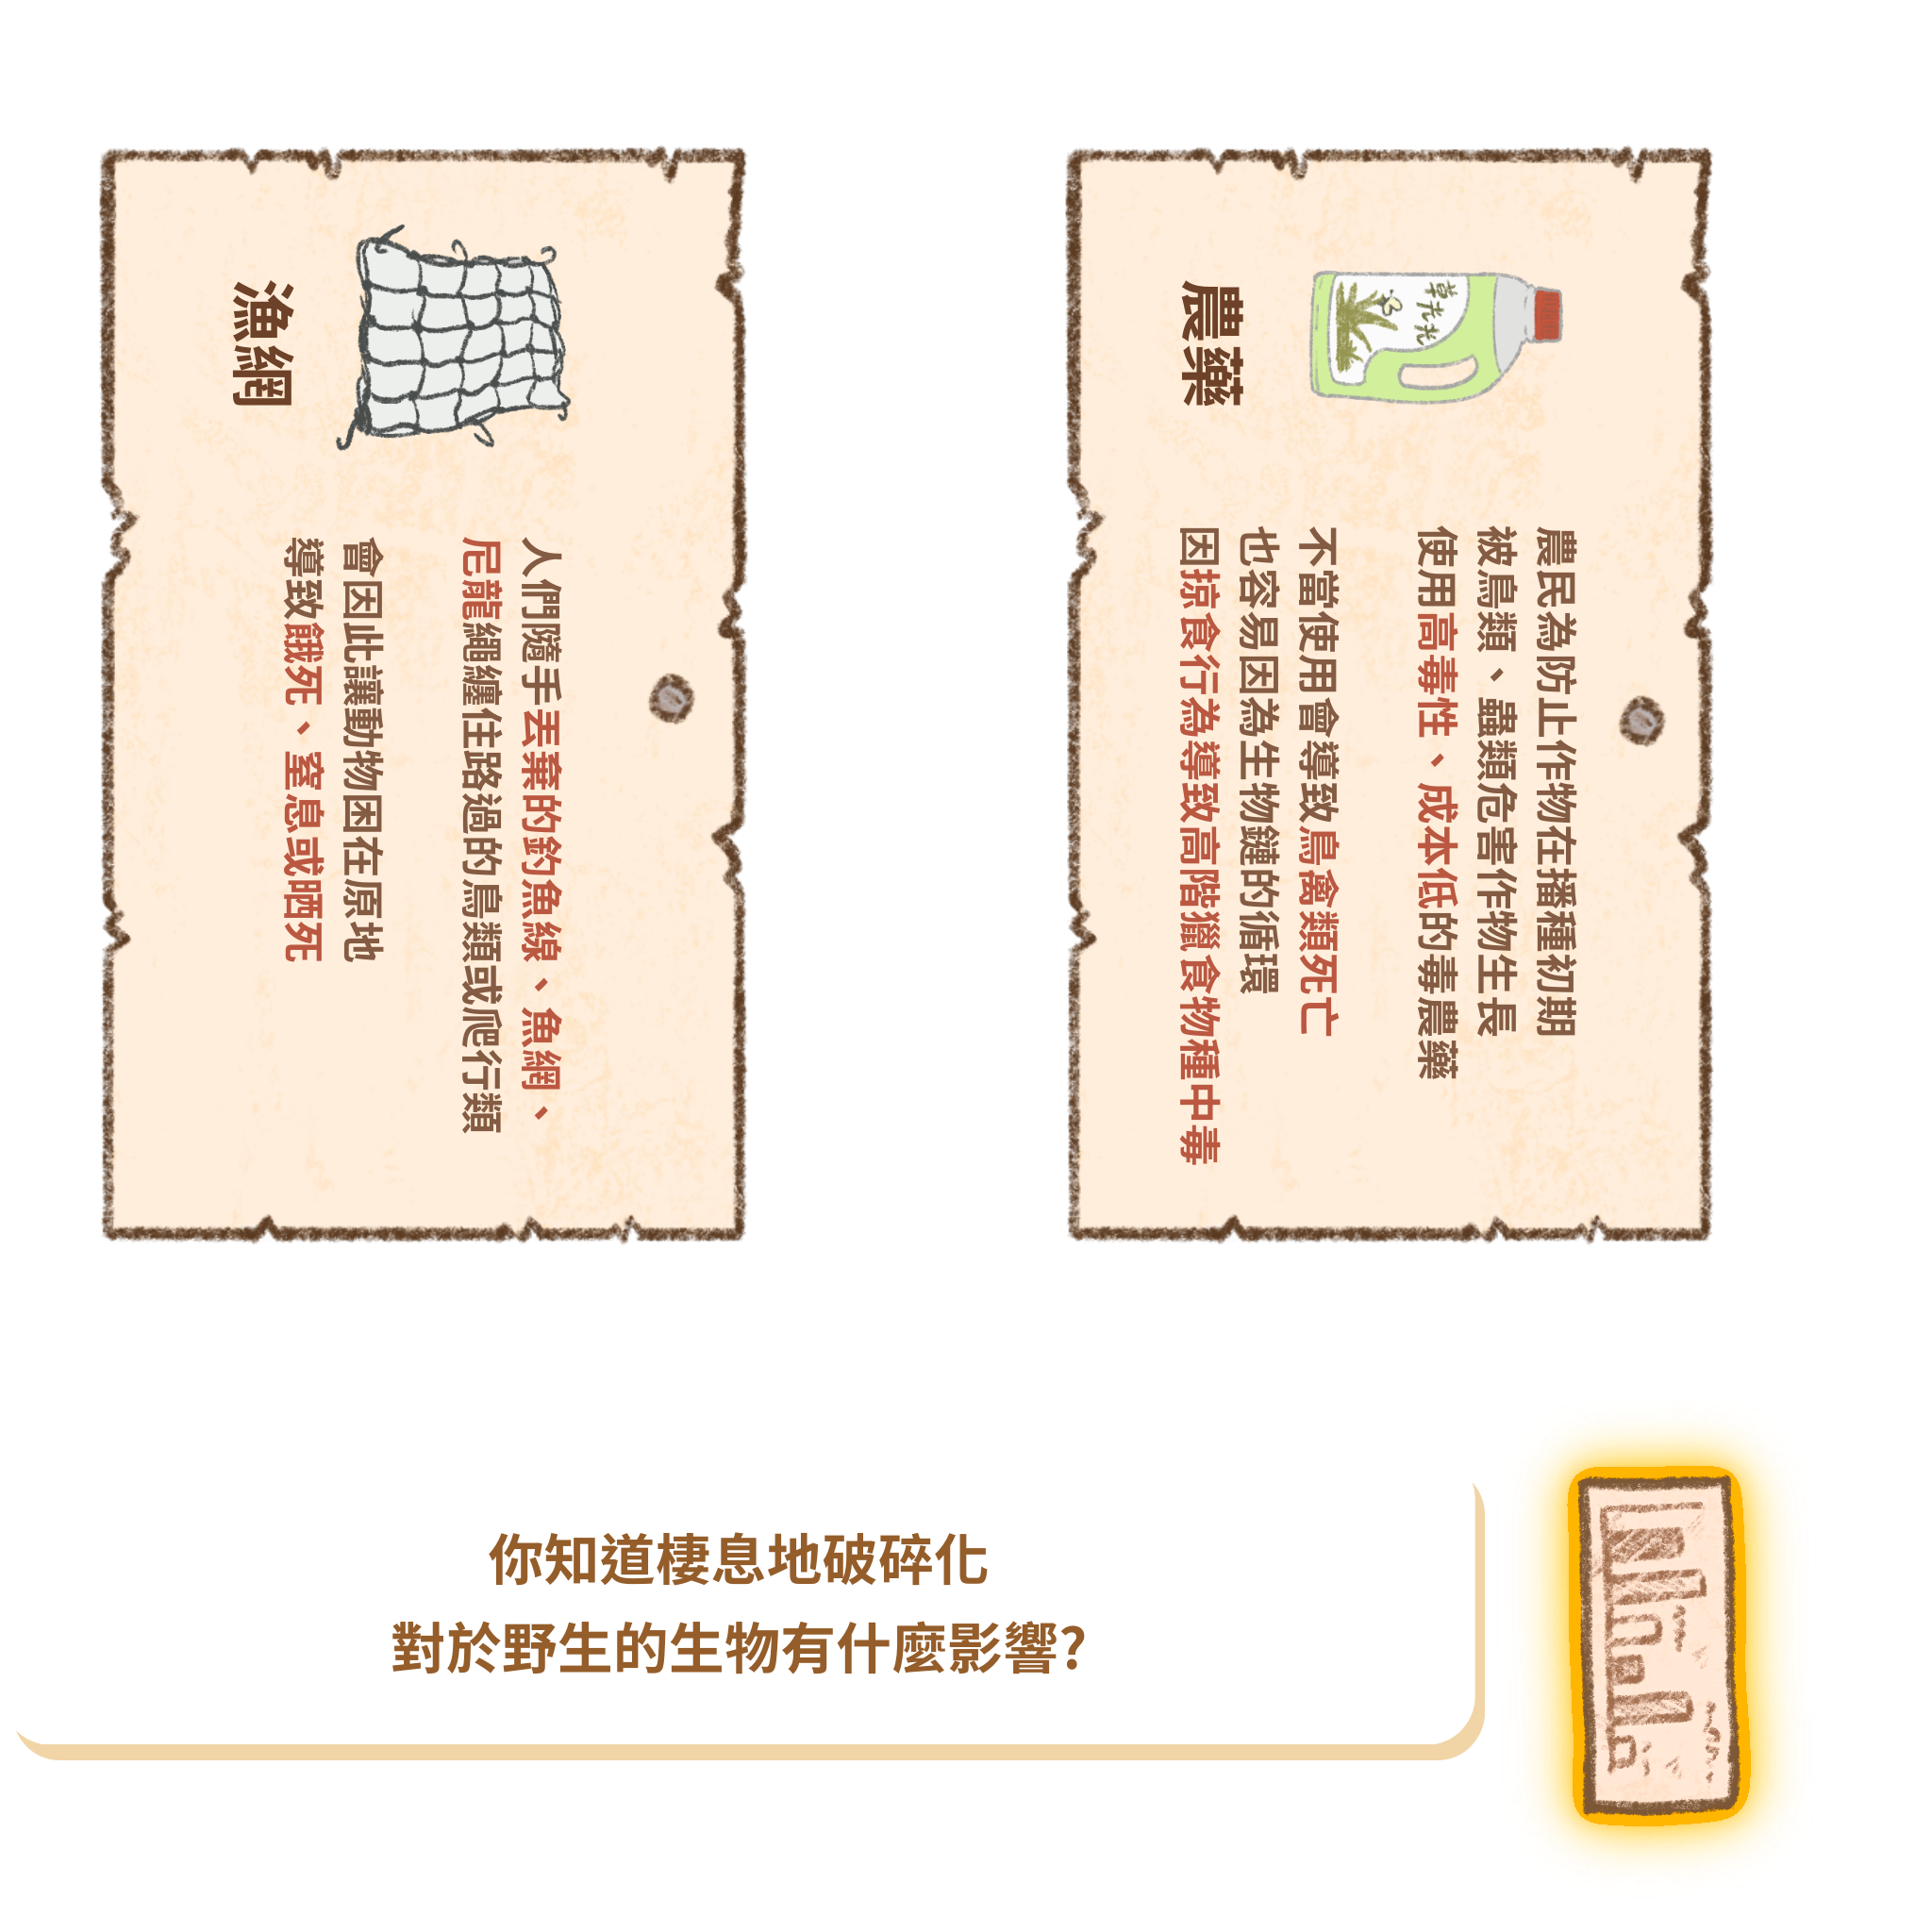 漁網
人們隨手丟棄的釣魚線、魚網、
尼龍繩纏住路過的鳥類或爬行類
會因此讓動物困在原地
導致餓死、窒息或晒死
農藥
農民為防止作物在播種初期
被鳥類、蟲類危害作物生長
使用高毒性、成本低的毒農藥
不當使用會導致鳥禽類死亡
也容易因為生物鏈的循環
因掠食行為導致高階獵食物種中毒
你知道棲息地破碎化
對於野生的生物有什麼影響?